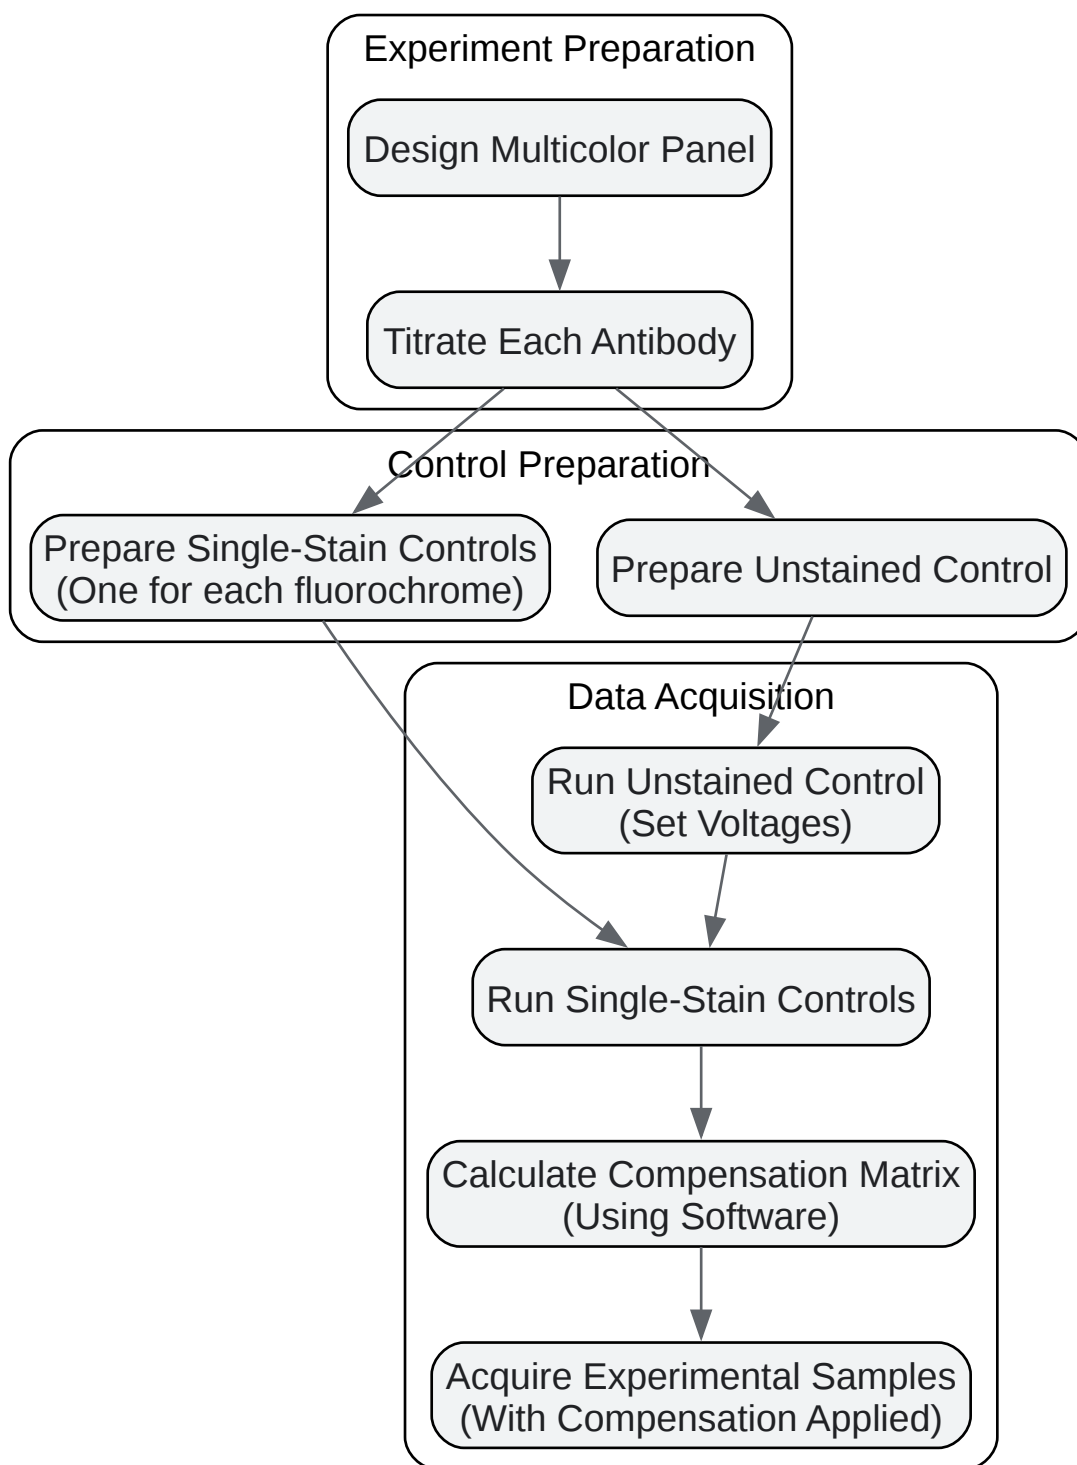 Experiment Preparation
Design Multicolor Panel
Titrate Each Antibody
Control Preparation
Prepare Single-Stain Controls
(One for each fluorochrome)
Prepare Unstained Control
Data Acquisition
Run Unstained Control
(Set Voltages)
Run Single-Stain Controls
Calculate Compensation Matrix
(Using Software)
Acquire Experimental Samples
(With Compensation Applied)